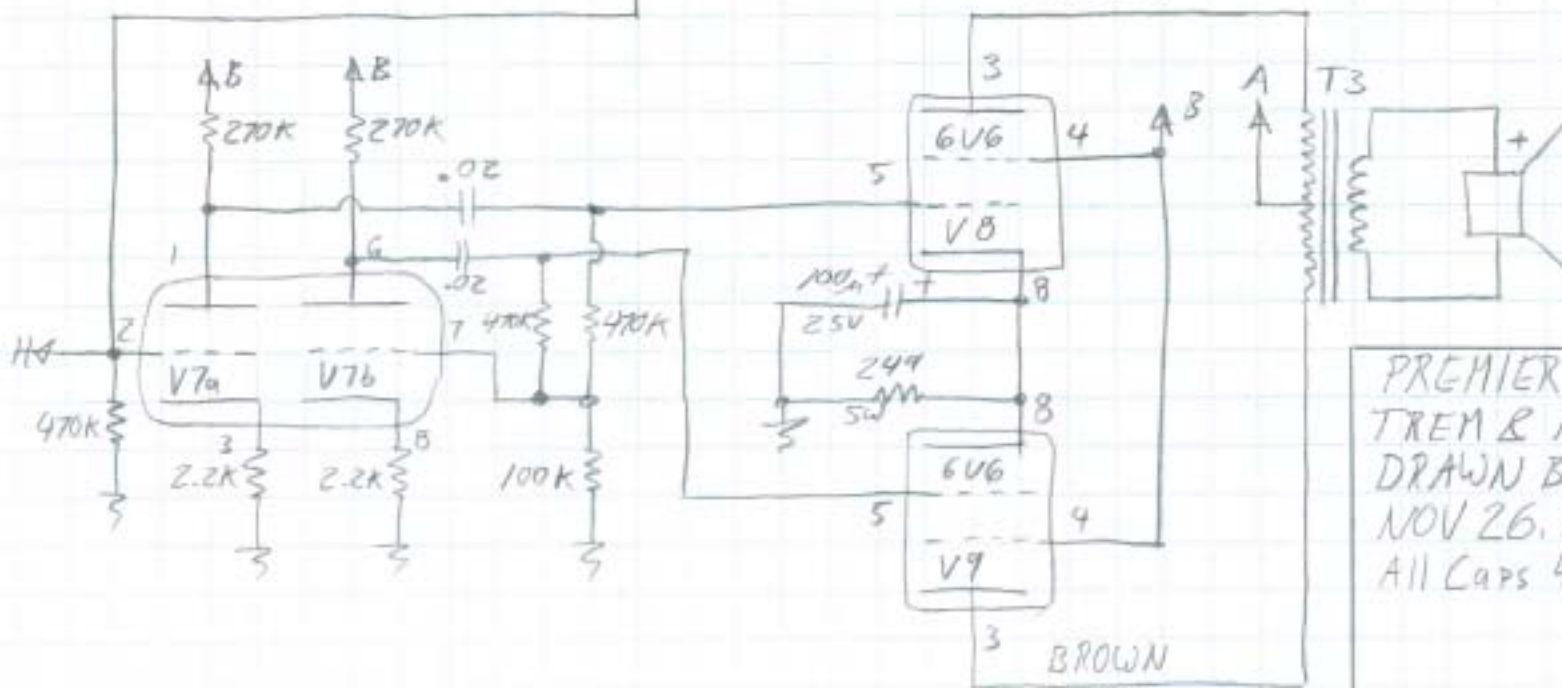 B
B
270K
270K
.02
.02
1
6
2
7
H
V7a
V7b
470K
470K
470K
3
8
2.2K
2.2K
100K
3
6V6
4
5
V8
B
A
T3
+
100u +
25V
8
249
5W
8
6V6
5
4
V9
3
BROWN
PREMIER
TREM &
DRAWN B
NOV 26,
All Caps